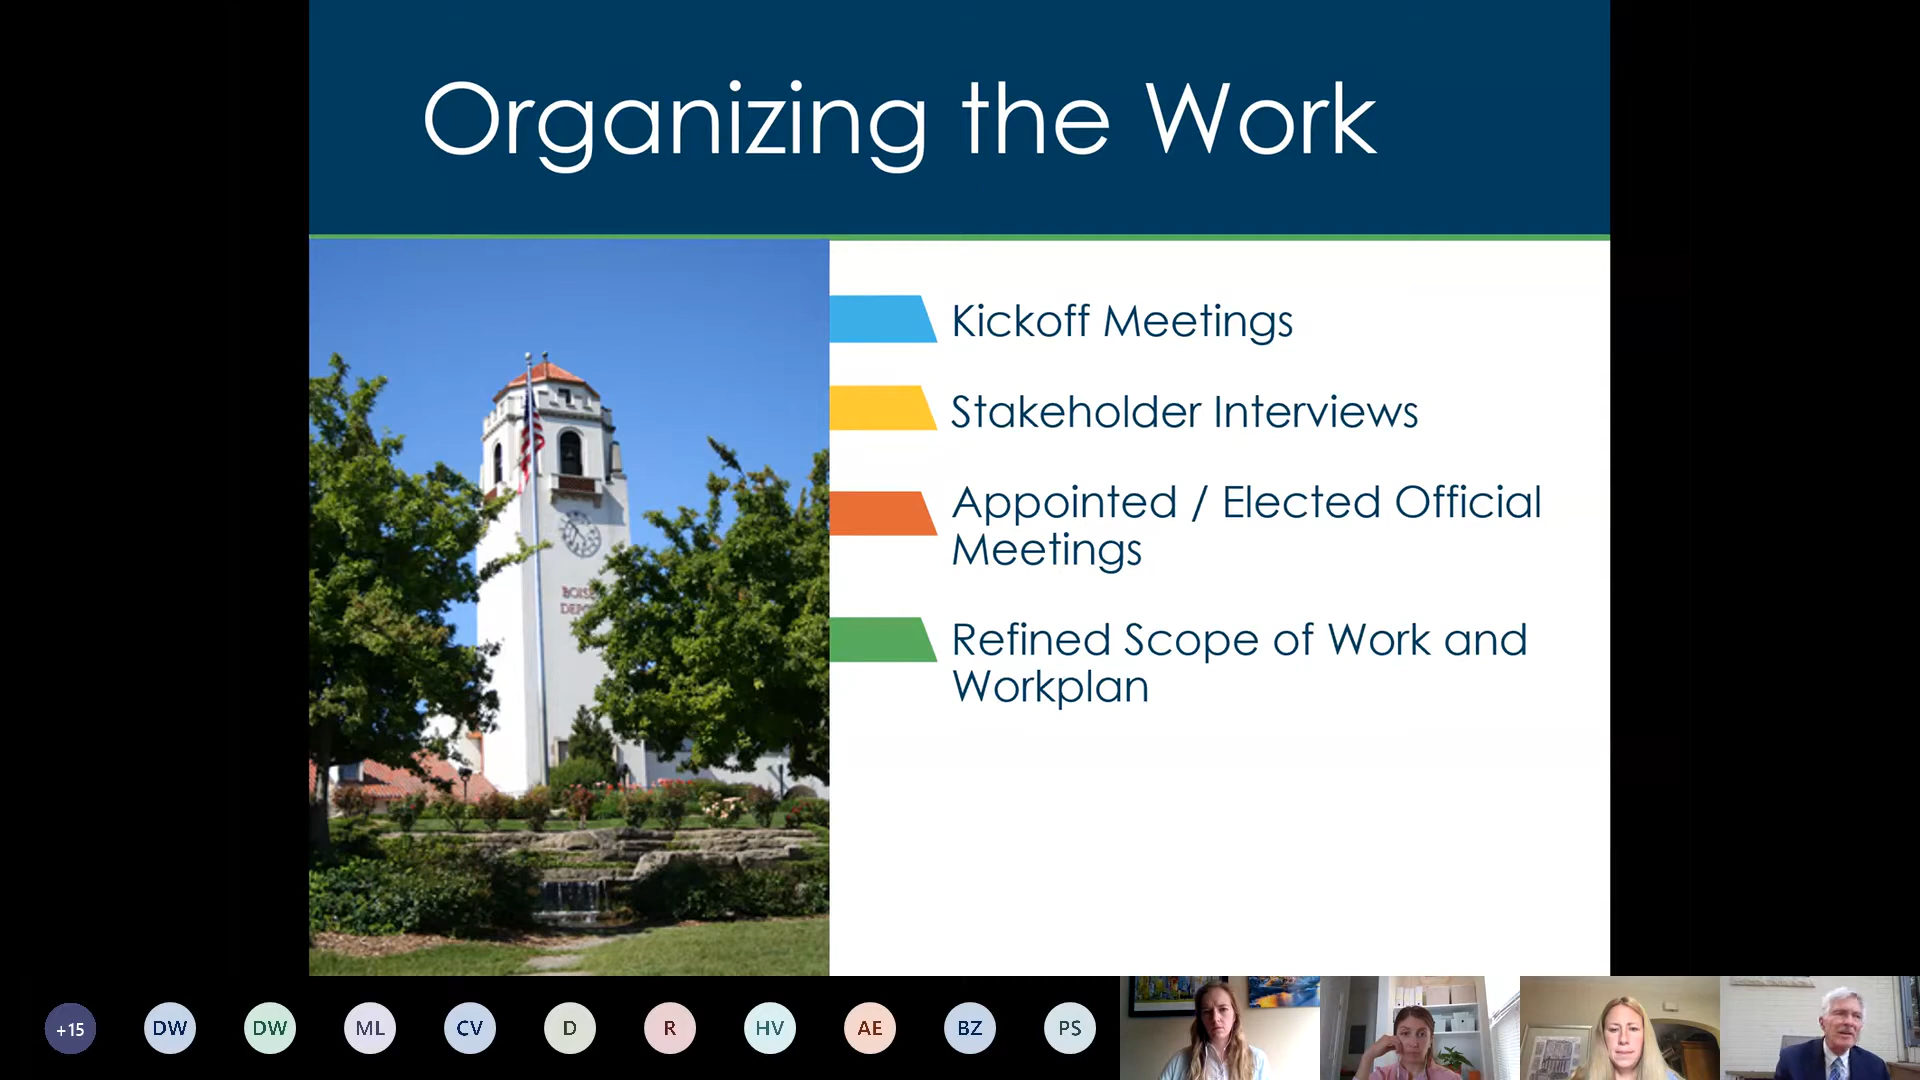 Organizing the Work
Kickoff Meetings
Stakeholder Interviews
Appointed / Elected Official
Meetings
Refined Scope of Work and
Workplan
BOISE
+15
DW
DW
ML
CV
D
R
HV
AE
BZ
PS